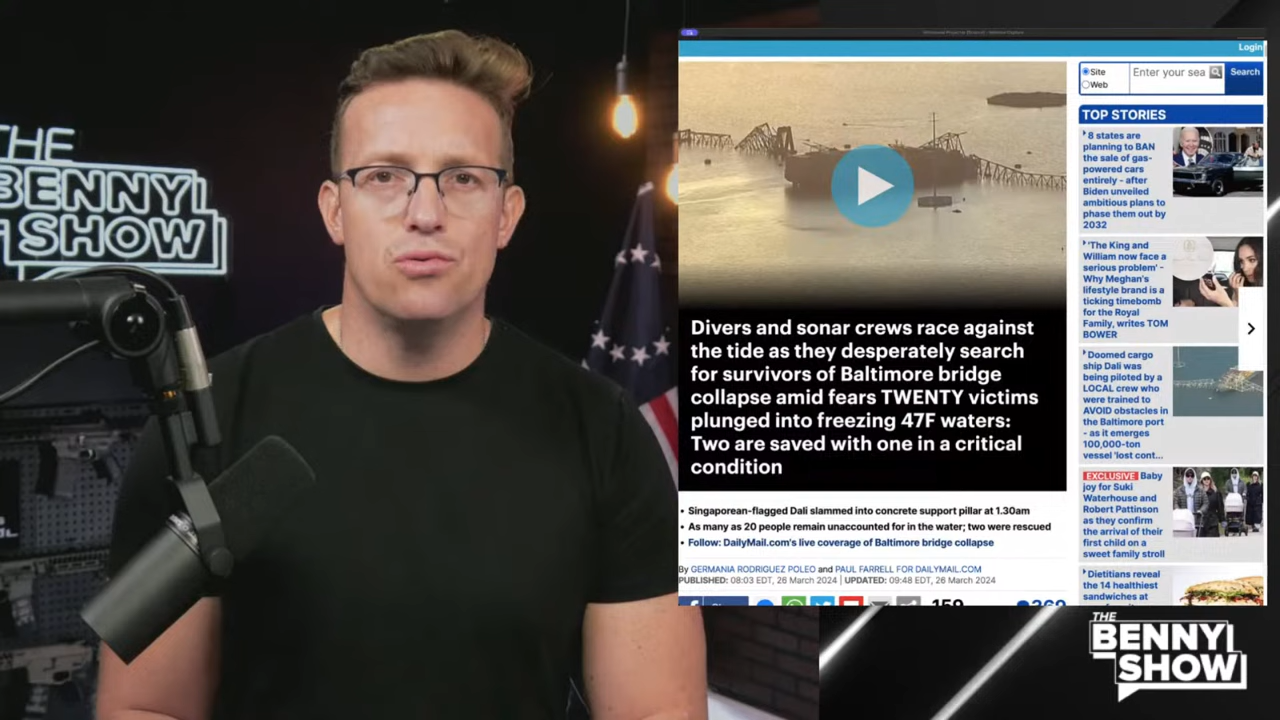 THE
BENNY
SHOW
Login
Site
Web
Enter your sea
Search
TOP STORIES
8 states are
planning to BAN
the sale of gas-
powered cars
entirely - after
Biden unveiled
ambitious plans to
phase them out by
2032
'The King and
William now face a
serious problem' -
Why Meghan's
lifestyle brand is a
ticking timebomb
for the Royal
Family, writes TOM
BOWER
Doomed cargo
ship Dali was
being piloted by a
LOCAL crew who
were trained to
AVOID obstacles in
the Baltimore port
- as it emerges
100,000-ton
vessel 'lost cont...
EXCLUSIVE Baby
joy for Suki
Waterhouse and
Robert Pattinson
as they confirm
the arrival of their
first child on a
sweet family stroll
Dietitians reveal
the 14 healthiest
sandwiches at
Divers and sonar crews race against
the tide as they desperately search
for survivors of Baltimore bridge
collapse amid fears TWENTY victims
plunged into freezing 47F waters:
Two are saved with one in a critical
condition
• Singaporean-flagged Dali slammed into concrete support pillar at 1.30am
• As many as 20 people remain unaccounted for in the water; two were rescued
• Follow: DailyMail.com's live coverage of Baltimore bridge collapse
By GERMANIA RODRIGUEZ POLEO and PAUL FARRELL FOR DAILYMAIL.COM
PUBLISHED: 08:03 EDT, 26 March 2024 | UPDATED: 09:48 EDT, 26 March 2024
THE
BENNY
SHOW